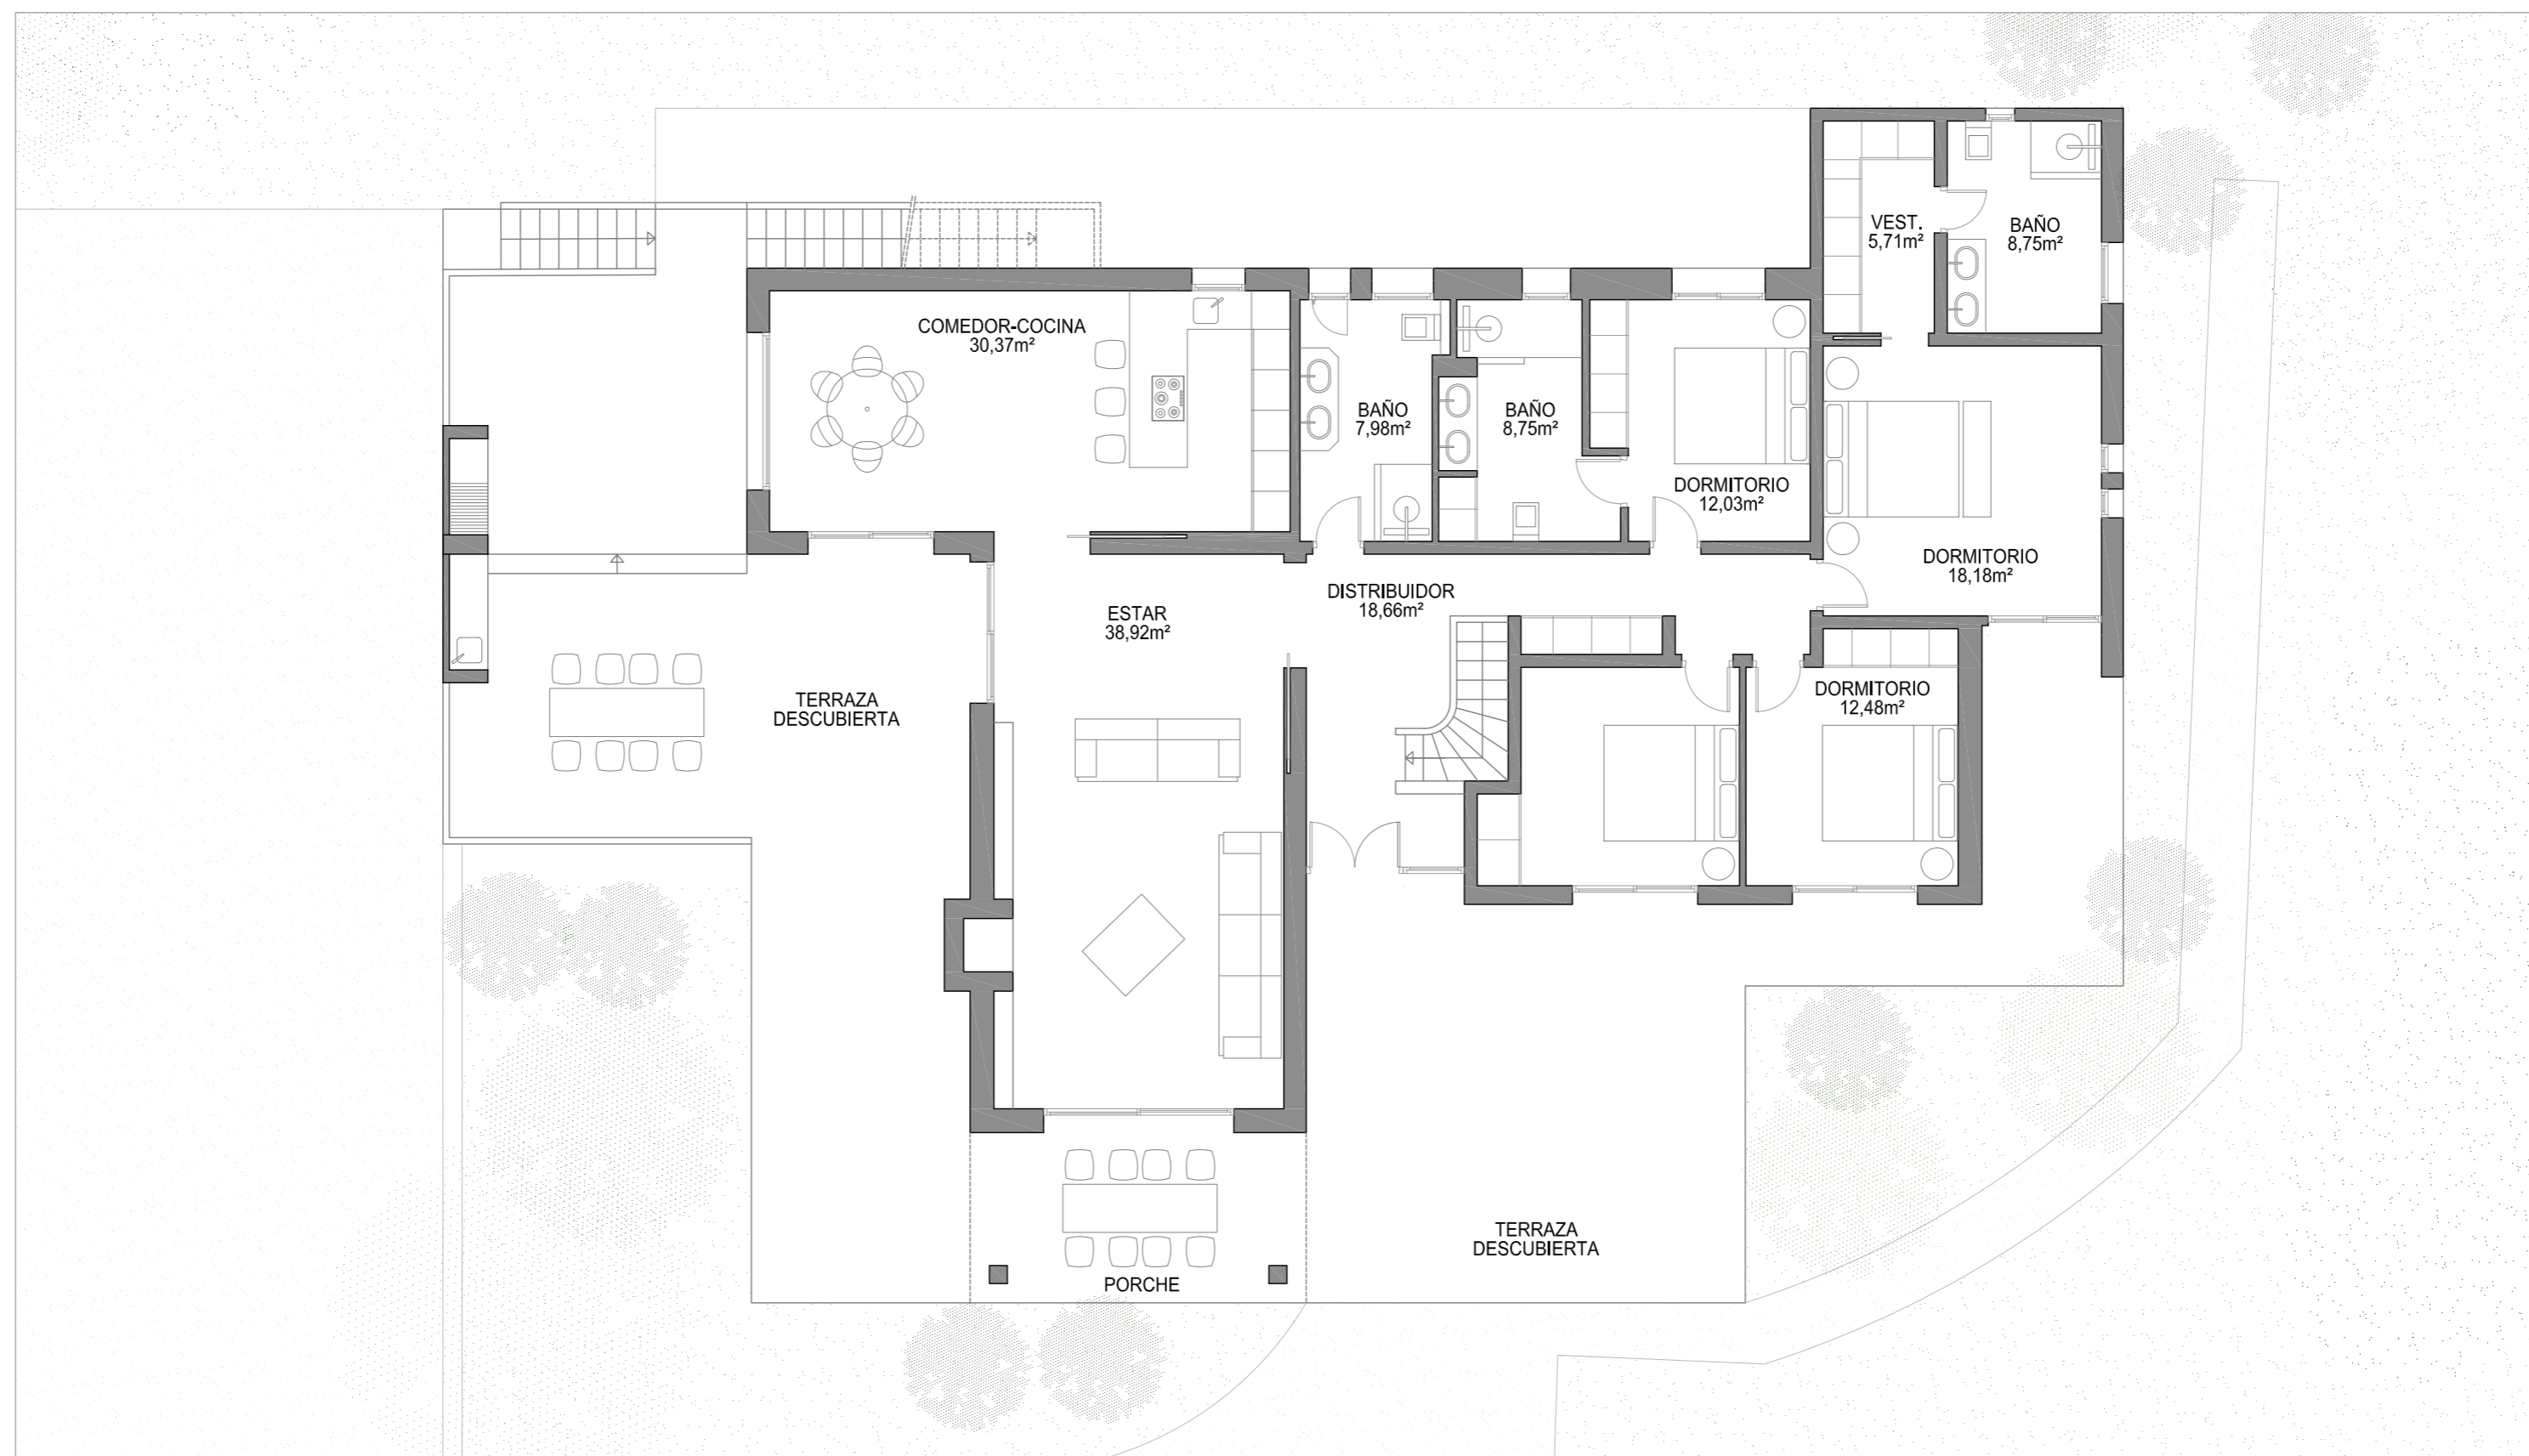 VEST.
5,71m²
BAÑO
8,75m²
COMEDOR-COCINA
30,37m²
BAÑO
7,98m²
BAÑO
8,75m²
DORMITORIO
12,03m²
DORMITORIO
18,18m²
ESTAR
38,92m²
DISTRIBUIDOR
18,66m²
TERRAZA
DESCUBIERTA
DORMITORIO
12,48m²
TERRAZA
DESCUBIERTA
PORCHE